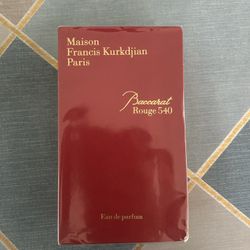 Maison
Francis Kurkdjian
Paris
Baccarat
Rouge 540
Eau de parfum